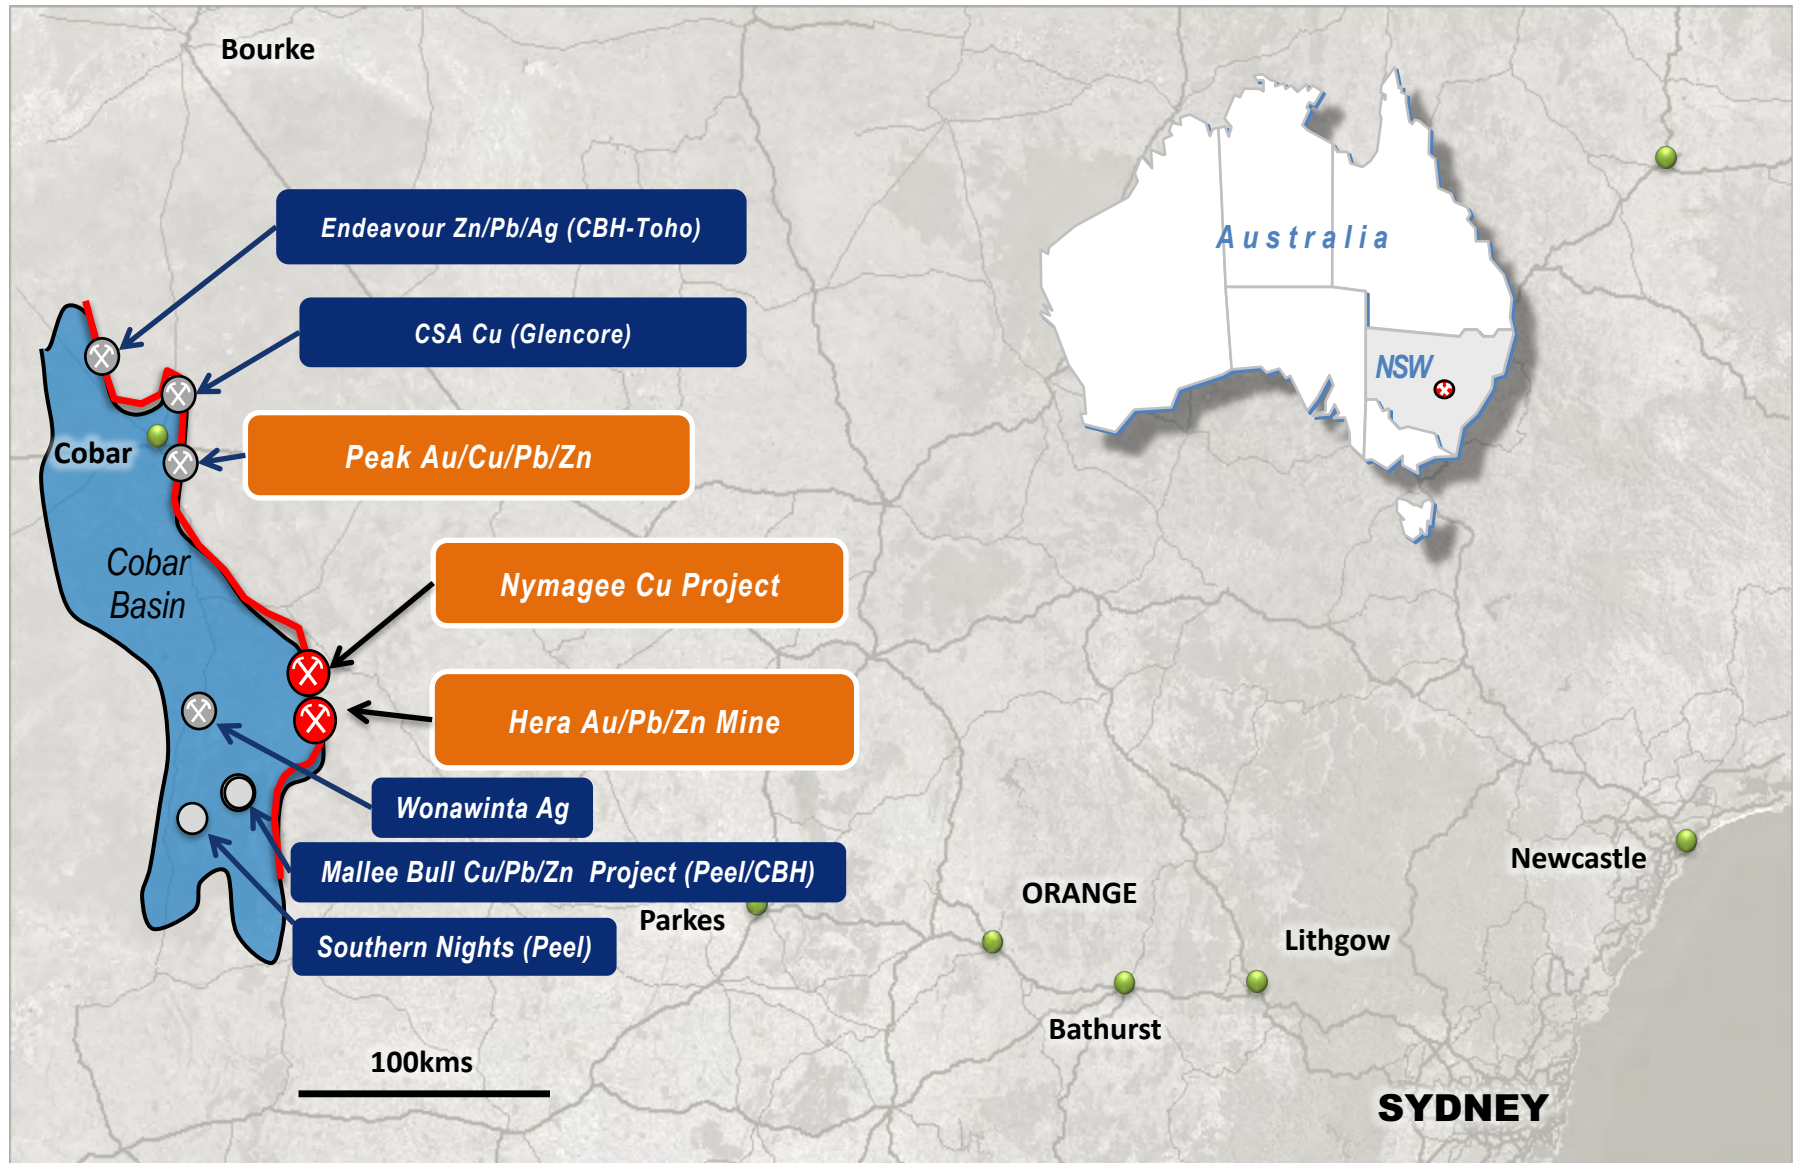 Bourke
Endeavour Zn/Pb/Ag (CBH-Toho)
Australia
CSA Cu (Glencore)
NSW
Cobar
Peak Au/Cu/Pb/Zn
Cobar
Basin
Nymagee Cu Project
Hera Au/Pb/Zn Mine
Wonawinta Ag
Mallee Bull Cu/Pb/Zn  Project (Peel/CBH)
Newcastle
ORANGE
Parkes
Southern Nights (Peel)
Lithgow
Bathurst
100kms
SYDNEY